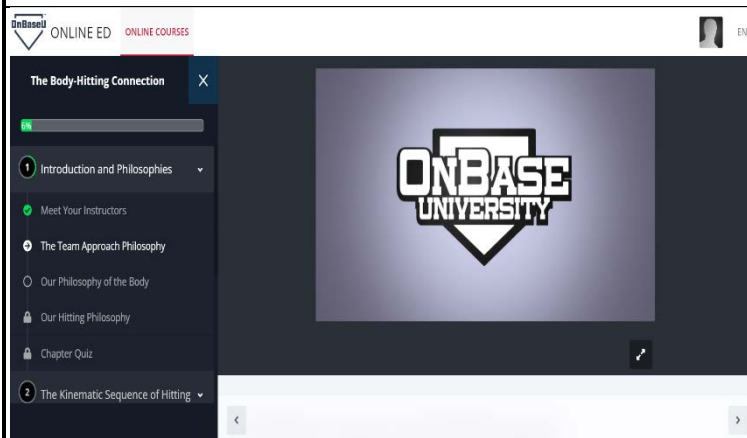 OnBaseU
ONLINE ED
ONLINE COURSES
EN
The Body-Hitting Connection
X
6%
1 Introduction and Philosophies
Meet Your Instructors
The Team Approach Philosophy
Our Philosophy of the Body
Our Hitting Philosophy
Chapter Quiz
2 The Kinematic Sequence of Hitting
ONBASE
UNIVERSITY